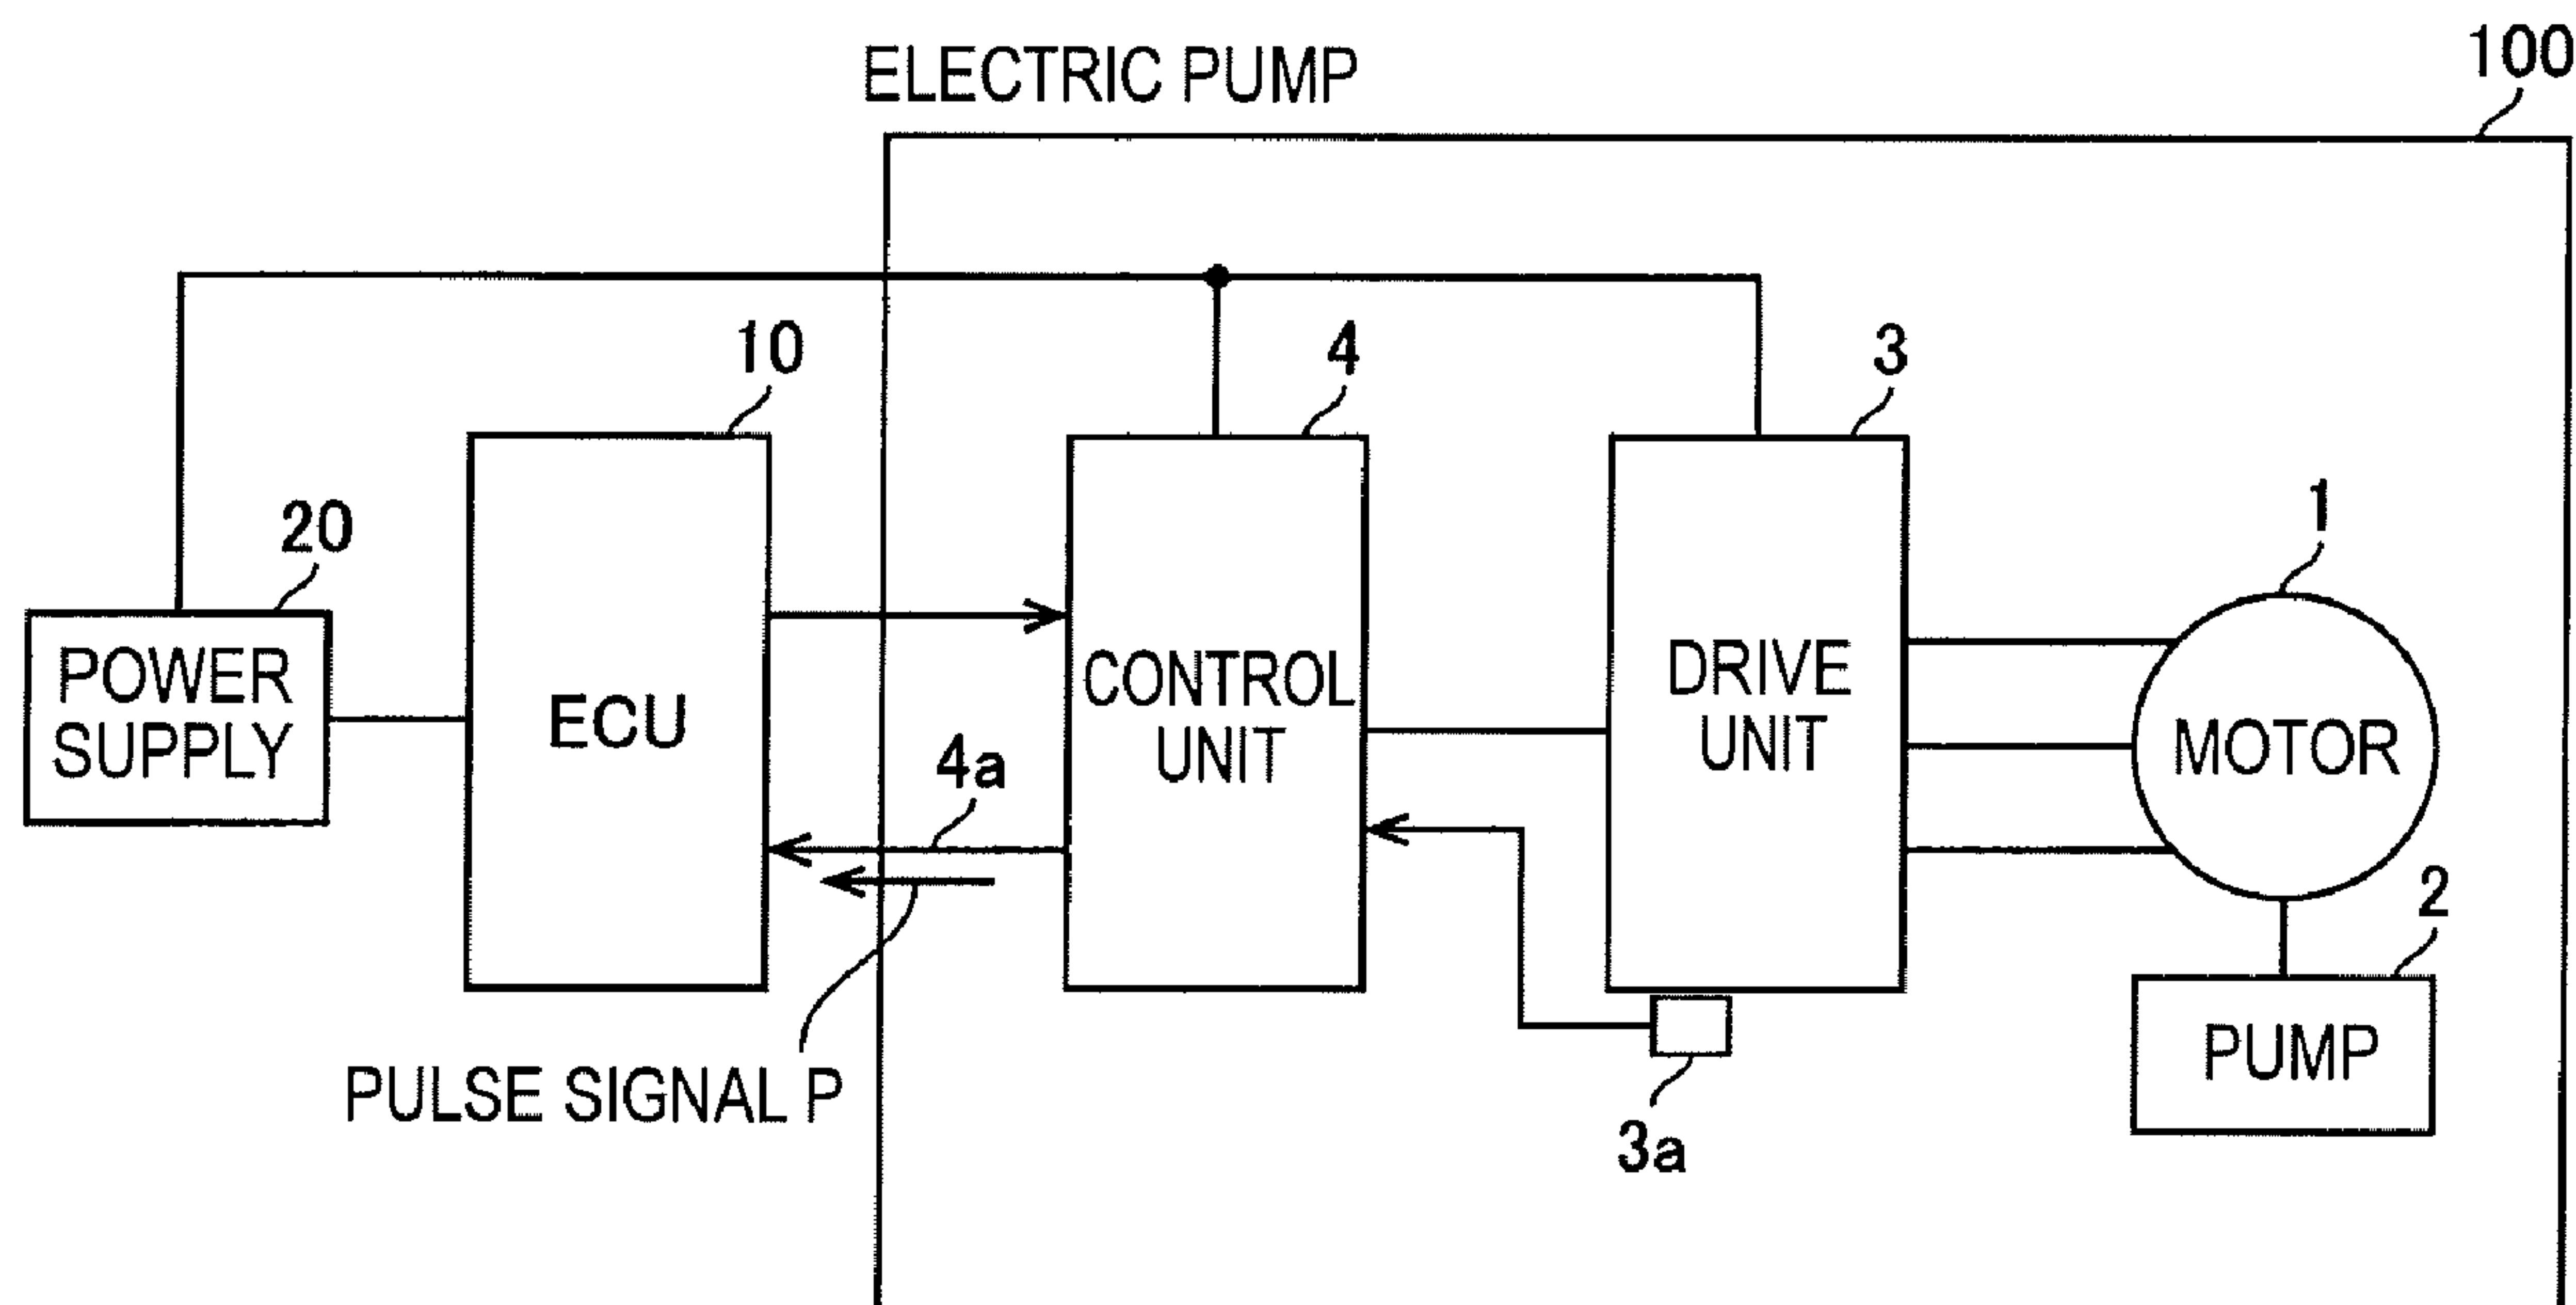 ELECTRIC PUMP
100
10
4
3
20
1
POWER
SUPPLY
ECU
CONTROL
UNIT
DRIVE
UNIT
MOTOR
4a
2
PULSE SIGNAL P
PUMP
3a